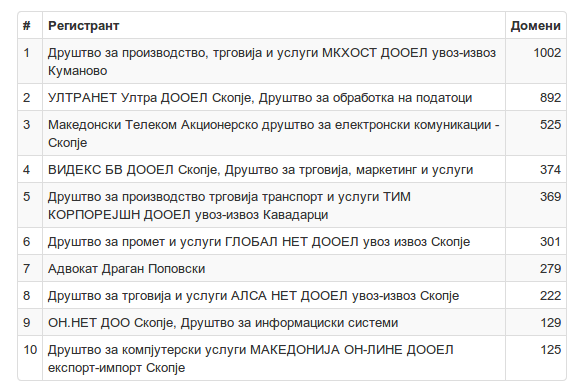 # Регистрант Домени
1 Друштво за производство, трговија и услуги МКХОСТ ДООЕЛ увоз-извоз 1002
Куманово
2 УЛТРАНЕТ Ултра ДООЕЛ Скопје, Друштво за обработка на податоци 892
3 Македонски Телеком Акционерско друштво за електронски комуникации - 525
Скопје
4 ВИДЕКС БВ ДООЕЛ Скопје, Друштво за трговија, маркетинг и услуги 374
5 Друштво за производство трговија транспорт и услуги ТИМ 369
КОРПОРЕЈШН ДООЕЛ увоз-извоз Кавадарци
6 Друштво за промет и услуги ГЛОБАЛ НЕТ ДООЕЛ увоз извоз Скопје 301
7 Адвокат Драган Поповски 279
8 Друштво за трговија и услуги АЛСА НЕТ ДООЕЛ увоз-извоз Скопје 222
9 ОН.НЕТ ДОО Скопје, Друштво за информациски системи 129
10 Друштво за компјутерски услуги МАКЕДОНИЈА ОН-ЛИНЕ ДООЕЛ 125
експорт-импорт Скопје